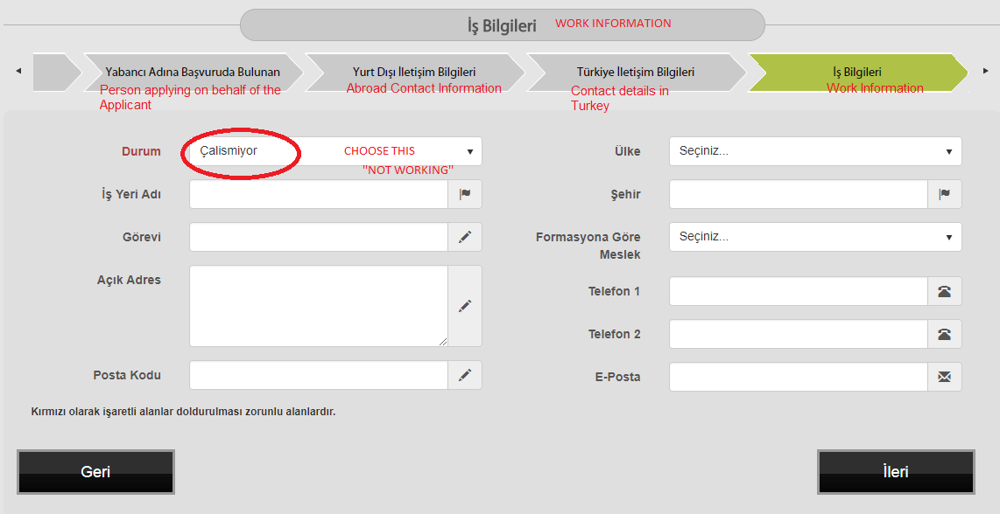 İş Bilgileri WORK INFORMATION
Yabancı Adına Başvuruda Bulunan
Person applying on behalf of the
Applicant
Yurt Dışı İletişim Bilgileri
Abroad Contact Information
Türkiye İletişim Bilgileri
Contact details in
Turkey
İş Bilgileri
Work Information
Durum
Çalismiyor
CHOOSE THIS
"NOT WORKING"
İş Yeri Adı
Görevi
Açık Adres
Posta Kodu
Ülke
Seçiniz...
Şehir
Formasyona Göre
Meslek
Seçiniz...
Telefon 1
Telefon 2
E-Posta
Kırmızı olarak işaretli alanlar doldurulması zorunlu alanlardır.
Geri
İleri